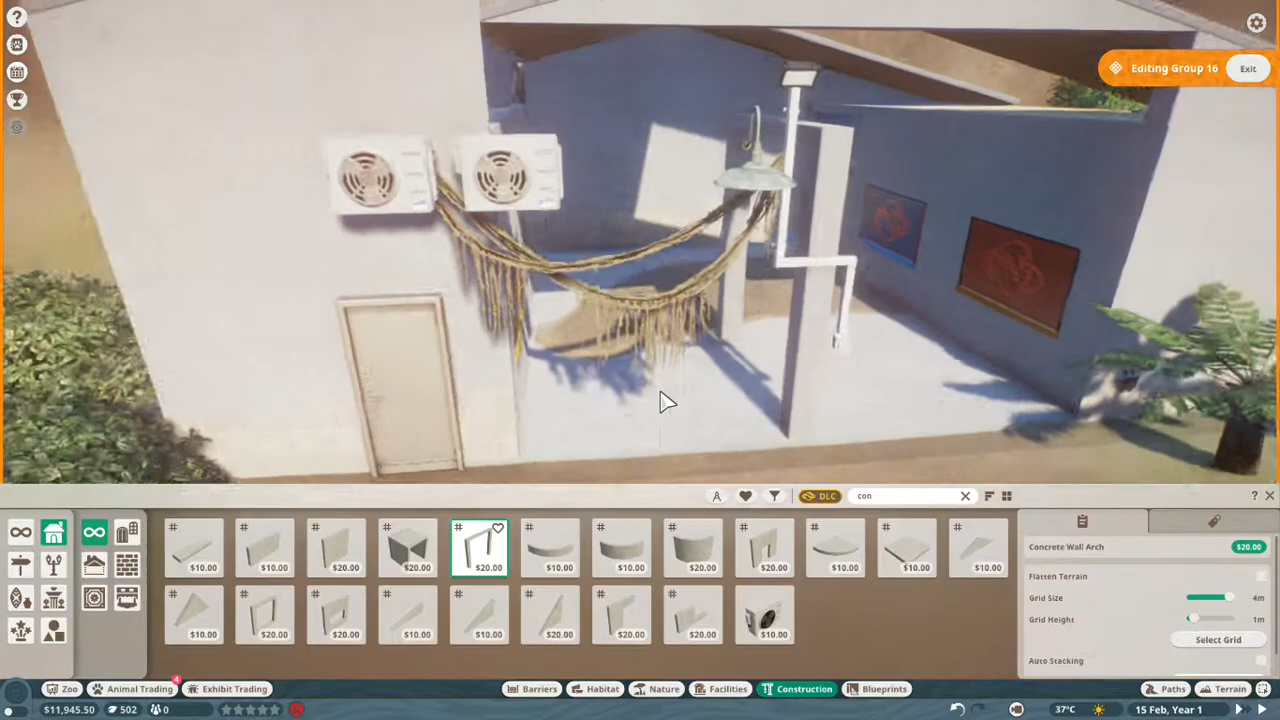 Editing Group 16 Exit
DLC con
# # # # # # # # # # # #
$10.00 $10.00 $20.00 $20.00 $20.00 $10.00 $10.00 $20.00 $20.00 $10.00 $10.00 $10.00
# # # # # # # #
$10.00 $20.00 $20.00 $10.00 $10.00 $20.00 $20.00 $20.00 $10.00
Concrete Wall Arch $20.00
Flatten Terrain
Grid Size 4m
Grid Height 1m
Select Grid
Auto Stacking
Zoo Animal Trading 4 Exhibit Trading Barriers Habitat Nature Facilities Construction Blueprints Paths Terrain
$11,945.50 502 0 37°C 15 Feb, Year 1